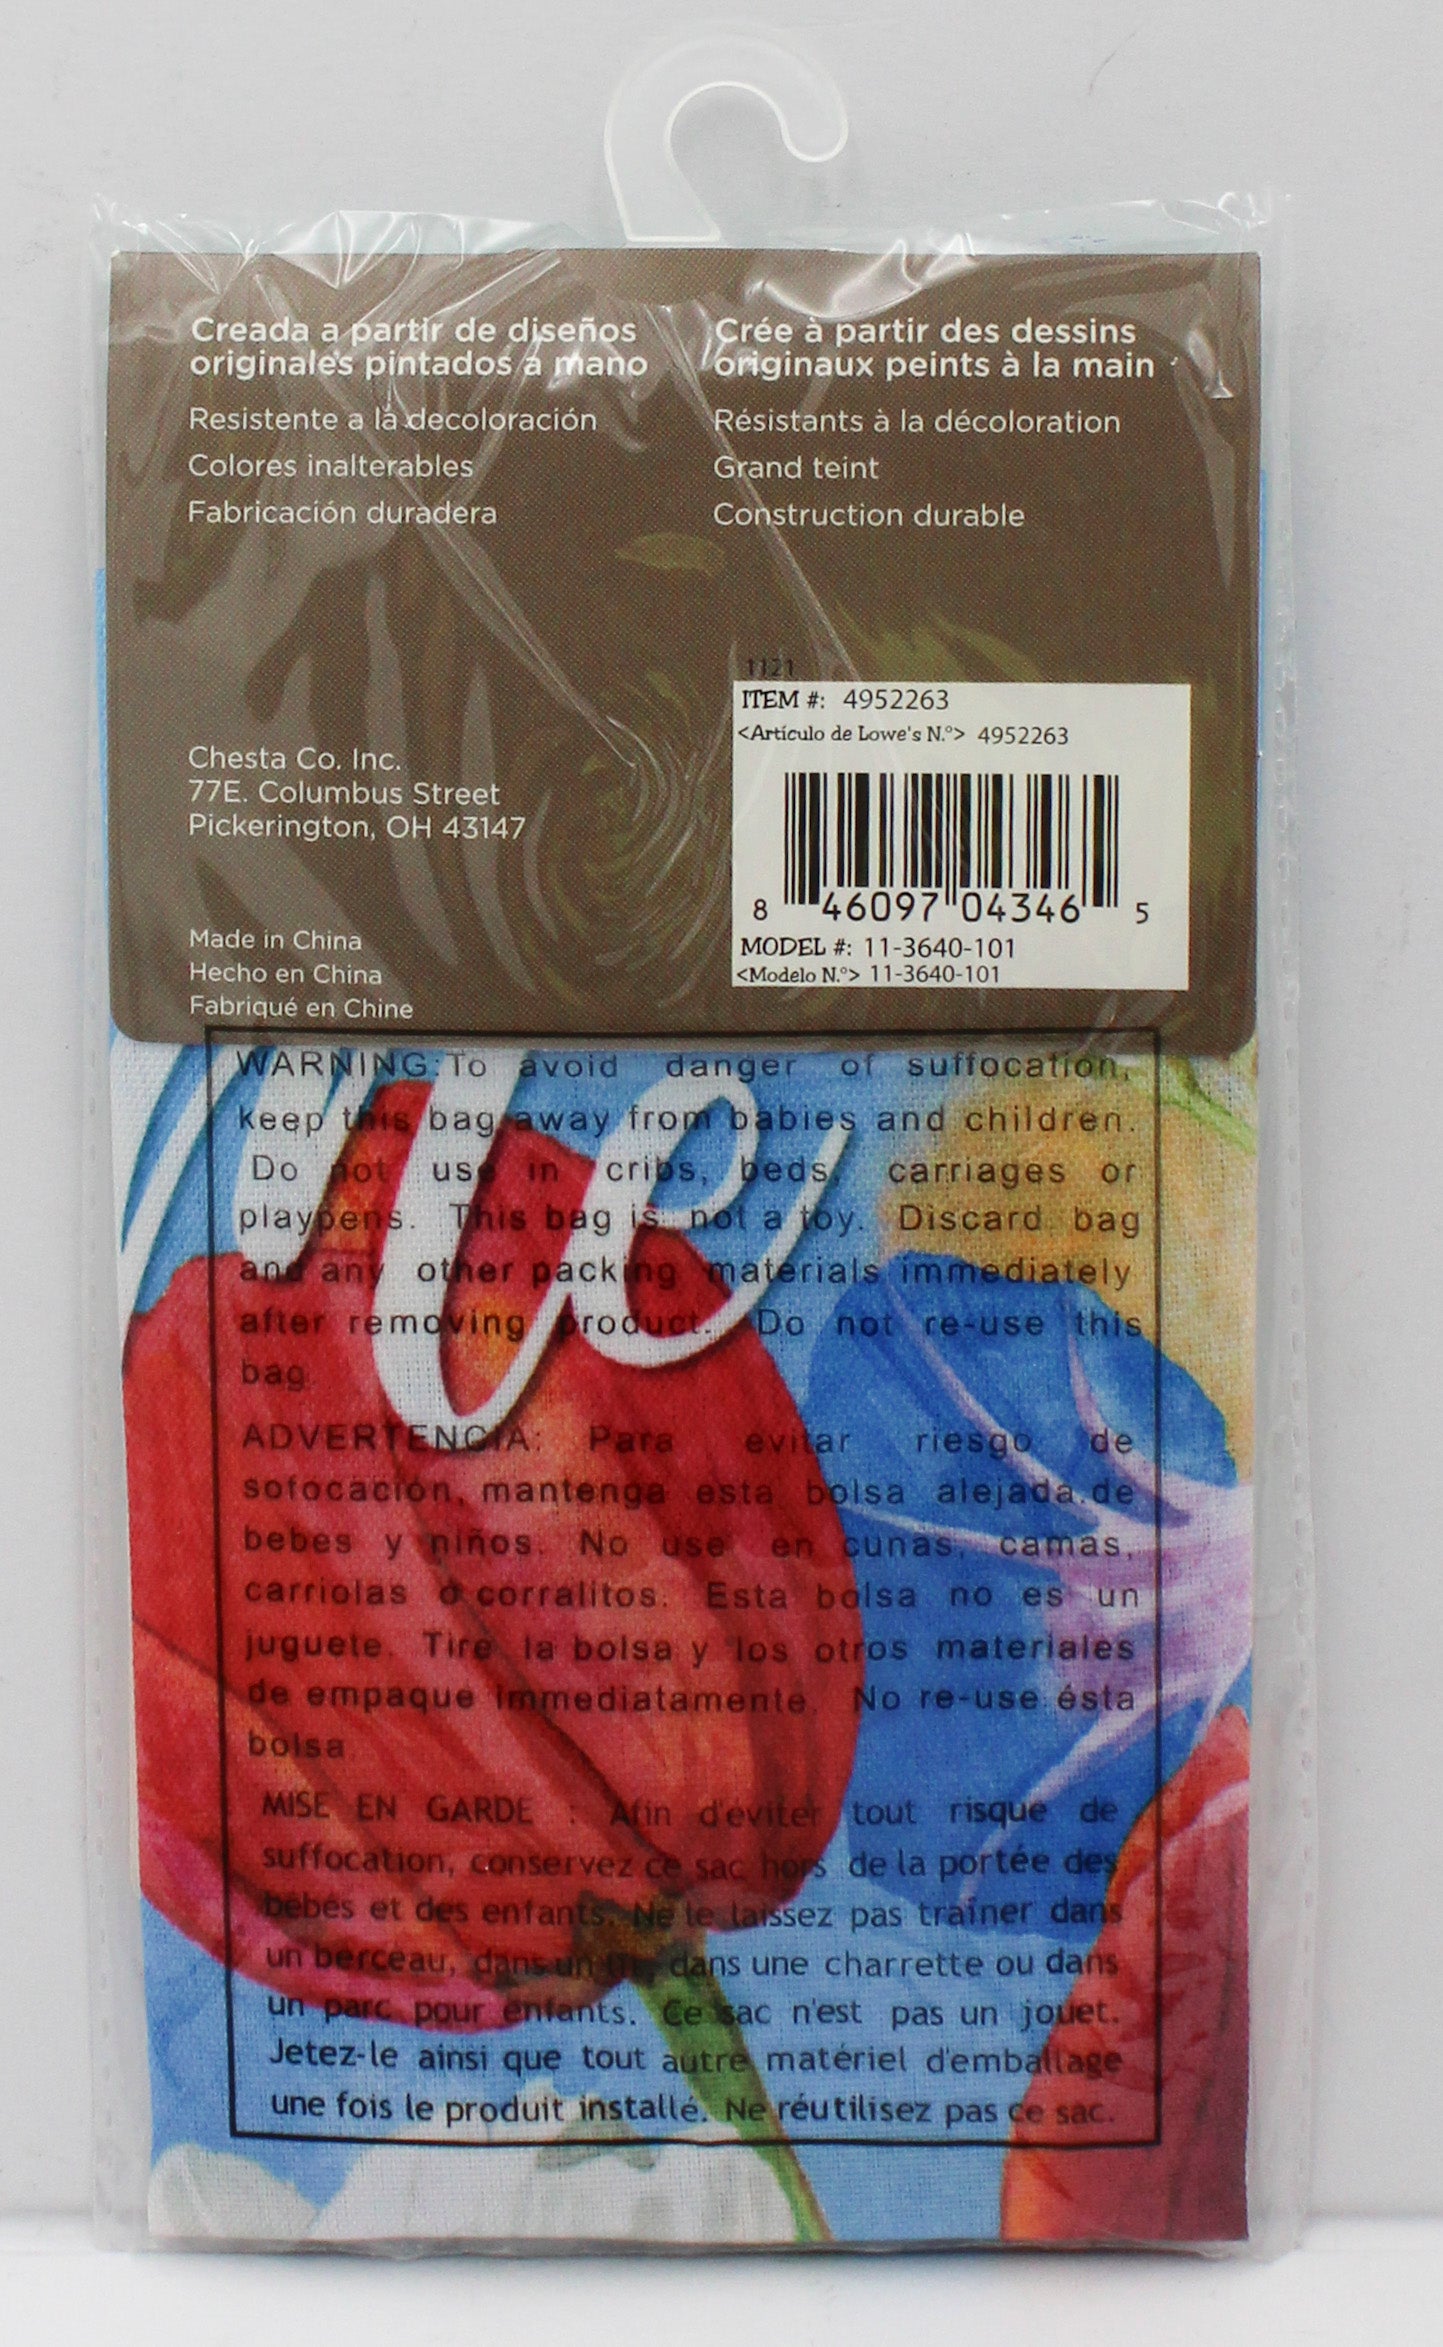 Creada a partir de diseños
originales pintados a mano
Resistente a la decoloración
Colores inalterables
Fabricación duradera
Crée à partir des dessins
originaux peints à la main
Résistants à la décoloration
Grand teint
Construction durable
Chesta Co. Inc.
77E. Columbus Street
Pickerington, OH 43147
Made in China
Hecho en China
Fabriqué en Chine
1121
ITEM #: 4952263
<Artículo de Lowe's N.°> 4952263
8 46097 04346 5
MODEL #: 11-3640-101
<Modelo N.°> 11-3640-101
WARNING:To avoid danger of suffocation,
keep this bag away from babies and children.
Do not use in cribs, beds, carriages or
playpens. This bag is not a toy. Discard bag
and any other packing materials immediately
after removing product. Do not re-use this
bag.
ADVERTENCIA: Para evitar riesgo de
sofocación, mantenga esta bolsa alejada de
bebes y niños. No use en cunas, camas,
carriolas o corralitos. Esta bolsa no es un
juguete. Tire la bolsa y los otros materiales
de empaque immediatamente. No re-use ésta
bolsa.
MISE EN GARDE : Afin d'éviter tout risque de
suffocation, conservez ce sac hors de la portée des
bébés et des enfants. Ne le laissez pas traîner dans
un berceau, dans un lit, dans une charrette ou dans
un parc pour enfants. Ce sac n'est pas un jouet.
Jetez-le ainsi que tout autre matériel d'emballage
une fois le produit installé. Ne réutilisez pas ce sac.